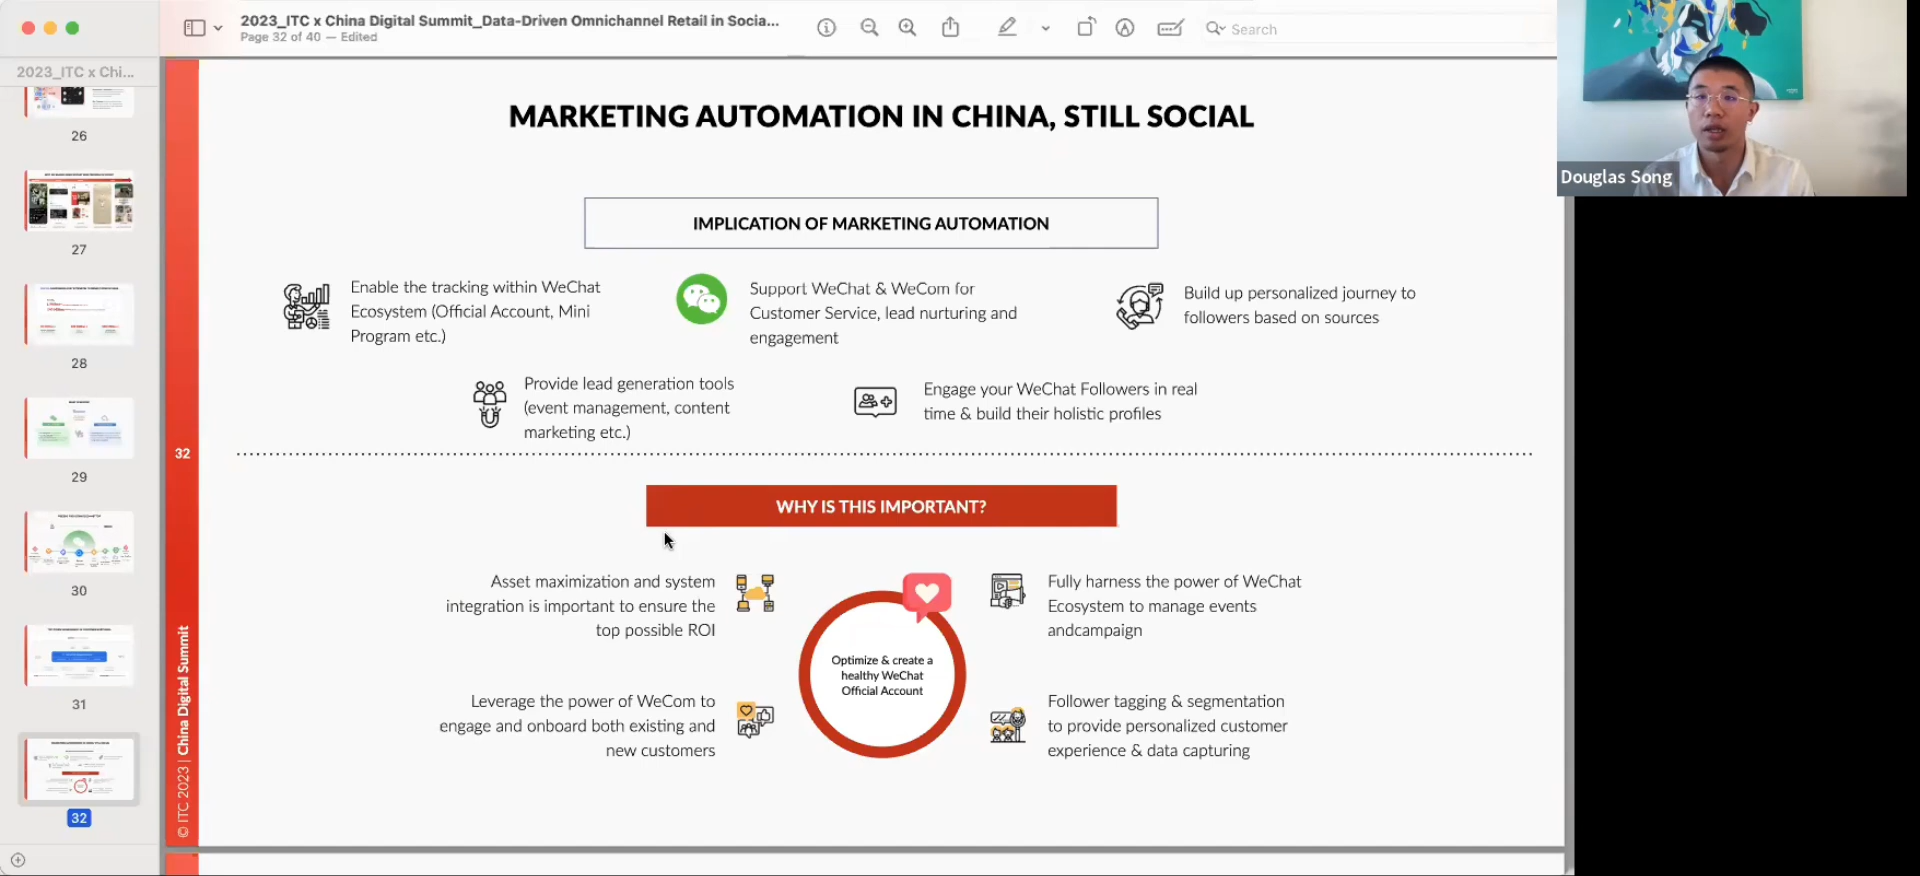 2023_ITC x China Digital Summit_Data-Driven Omnichannel Retail in Socia...
Page 32 of 40 — Edited
Search
2023_ITC x Chi...
26
27
28
29
30
31
32
Douglas Song
MARKETING AUTOMATION IN CHINA, STILL SOCIAL
IMPLICATION OF MARKETING AUTOMATION
Enable the tracking within WeChat
Ecosystem (Official Account, Mini
Program etc.)
Support WeChat & WeCom for
Customer Service, lead nurturing and
engagement
Build up personalized journey to
followers based on sources
Provide lead generation tools
(event management, content
marketing etc.)
Engage your WeChat Followers in real
time & build their holistic profiles
32
WHY IS THIS IMPORTANT?
Asset maximization and system
integration is important to ensure the
top possible ROI
Fully harness the power of WeChat
Ecosystem to manage events
andcampaign
Optimize & create a
healthy WeChat
Official Account
Leverage the power of WeCom to
engage and onboard both existing and
new customers
Follower tagging & segmentation
to provide personalized customer
experience & data capturing
© ITC 2023 | China Digital Summit